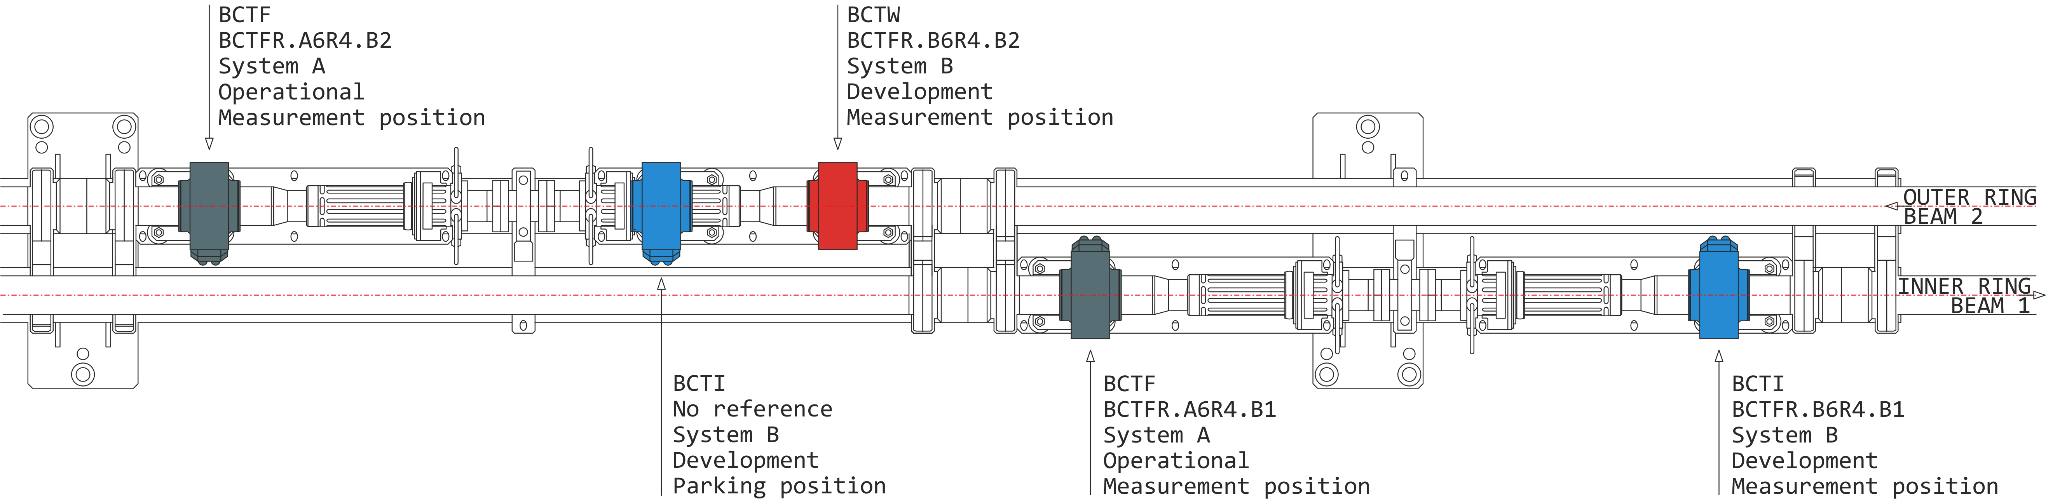 BCTF
BCTFR.A6R4.B2
System A
Operational
Measurement position
BCTW
BCTFR.B6R4.B2
System B
Development
Measurement position
OUTER RING
BEAM 2
INNER RING
BEAM 1
BCTI
No reference
System B
Development
Parking position
BCTF
BCTFR.A6R4.B1
System A
Operational
Measurement position
BCTI
BCTFR.B6R4.B1
System B
Development
Measurement position